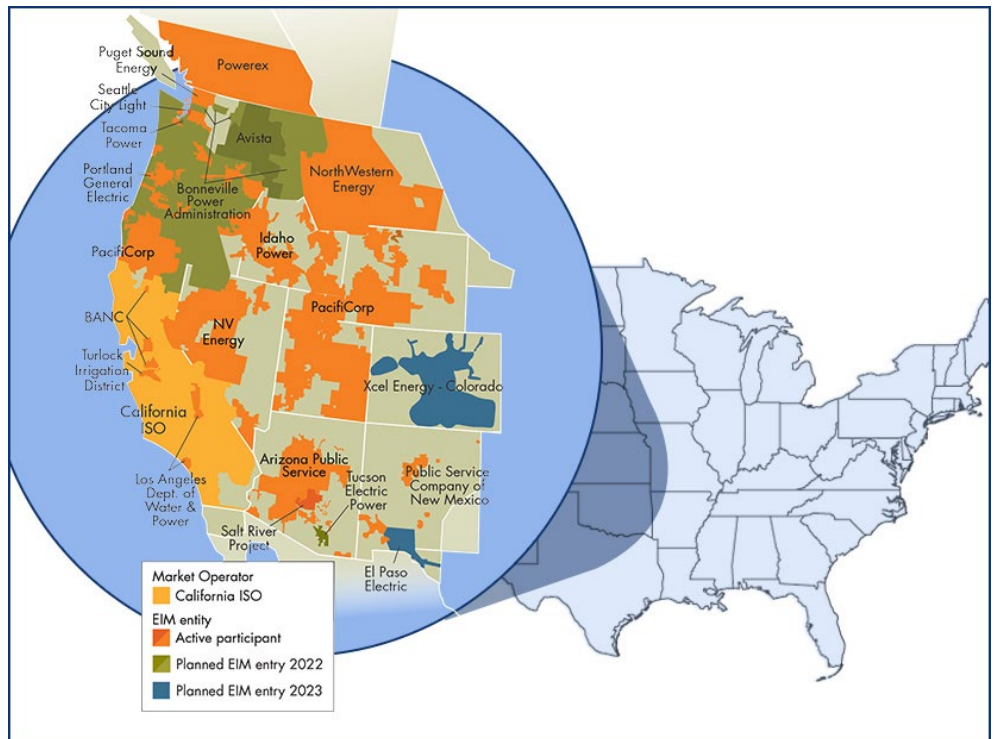 Puget Sound
Energy
Powerex
Seattle
City Light
Tacoma
Power
Avista
Portland
General
Electric
Bonneville
Power
Administration
NorthWestern
Energy
PacifiCorp
Idaho
Power
BANC
NV
Energy
PacifiCorp
Turlock
Irrigation
District
Xcel Energy - Colorado
California
ISO
Los Angeles
Dept. of
Water &
Power
Arizona Public
Service
Tucson
Electric
Power
Public Service
Company of
New Mexico
Salt River
Project
El Paso
Electric
Market Operator
California ISO
EIM entity
Active participant
Planned EIM entry 2022
Planned EIM entry 2023